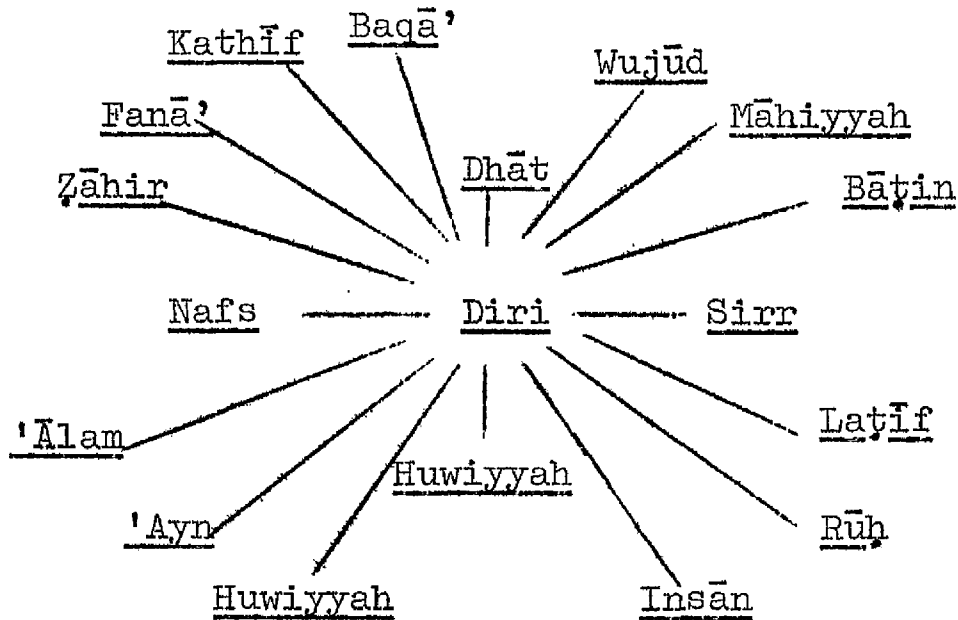 Baqā'
Kathīf
Wujūd
Fanā'
Māhiyyah
Dhāt
Ẓāhir
Bāṭin
Nafs
Diri
Sirr
'Ālam
Laṭīf
Huwiyyah
'Ayn
Rūḥ
Huwiyyah
Insān